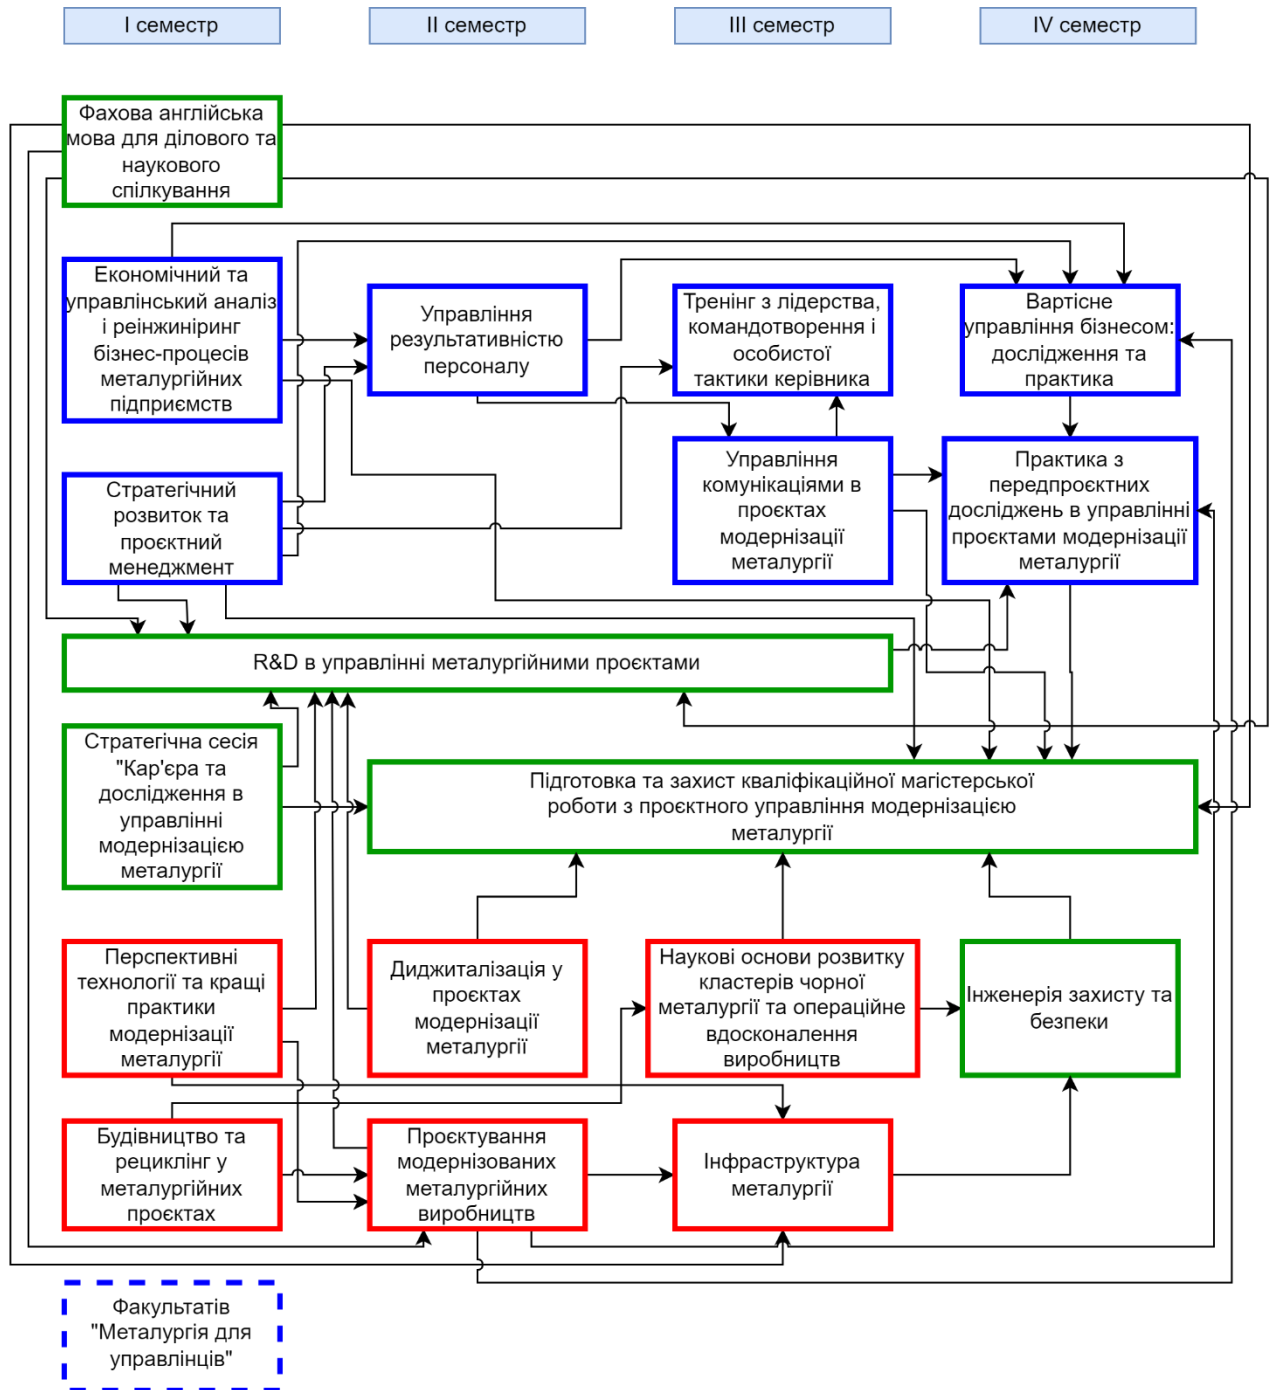 I семестр
II семестр
III семестр
IV семестр
Фахова англійська
мова для ділового та
наукового
спілкування
Економічний та
управлінський аналіз
і реінжиніринг
бізнес-процесів
металургійних
підприємств
Управління
результативністю
персоналу
Тренінг з лідерства,
командотворення і
особистої
тактики керівника
Вартісне
управління бізнесом:
дослідження та
практика
Стратегічний
розвиток та
проєктний
менеджмент
Управління
комунікаціями в
проєктах
модернізації
металургії
Практика з
передпроєктних
досліджень в управлінні
проєктами модернізації
металургії
R&D в управлінні металургійними проєктами
Стратегічна сесія
"Кар'єра та
дослідження в
управлінні
модернізацією
металургії
Підготовка та захист кваліфікаційної магістерської
роботи з проєктного управління модернізацією
металургії
Перспективні
технології та кращі
практики
модернізації
металургії
Диджиталізація у
проєктах
модернізації
металургії
Наукові основи розвитку
кластерів чорної
металургії та операційне
вдосконалення
виробництв
Інженерія захисту та
безпеки
Будівництво та
рециклінг у
металургійних
проєктах
Проєктування
модернізованих
металургійних
виробництв
Інфраструктура
металургії
Факультатів
"Металургія для
управлінців"